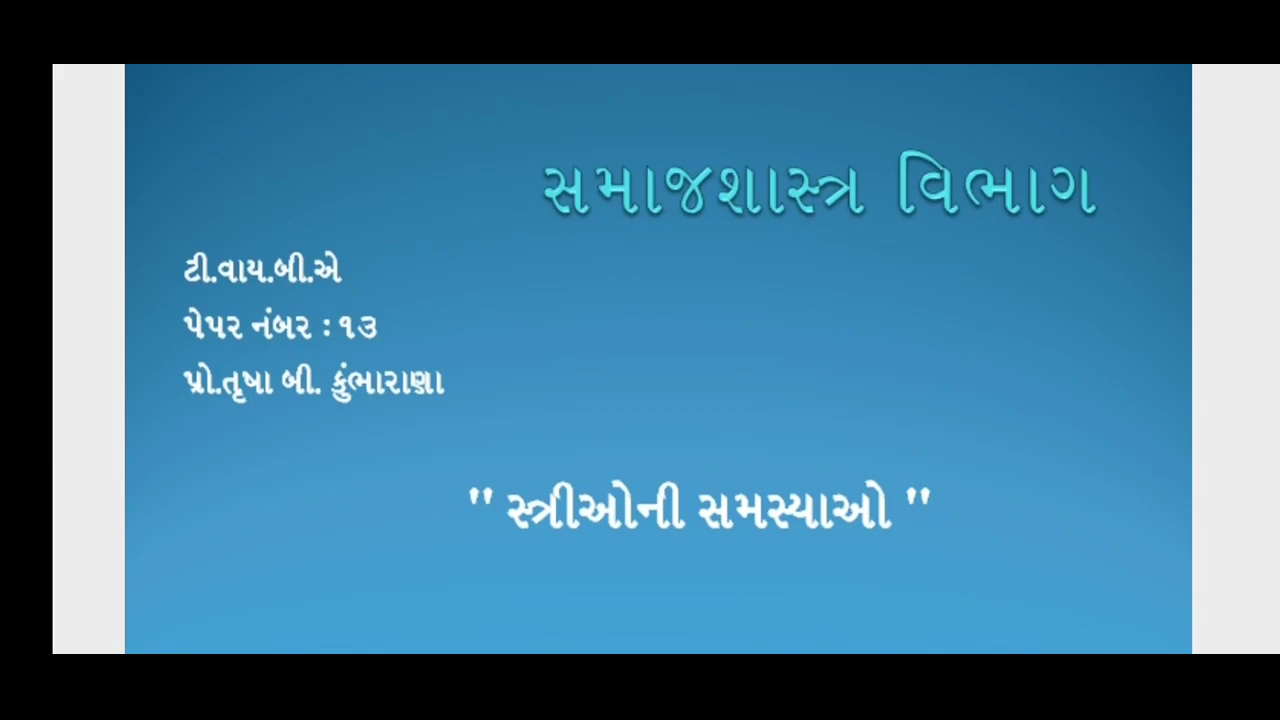 સમાજશાસ્ત્ર વિભાગ
ટી.વાય.બી.એ
પેપર નંબર : ૧૩
પ્રો.તૃષા બી. કુંભારાણા
" સ્ત્રીઓની સમસ્યાઓ "